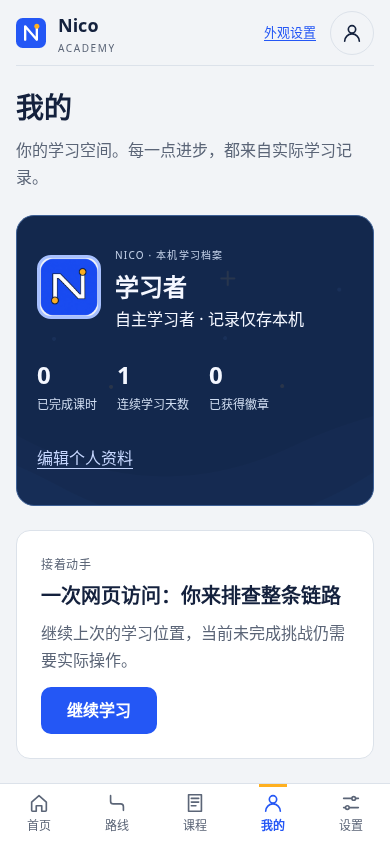 Nico
ACADEMY
外观设置
我的
你的学习空间。每一点进步，都来自实际学习记
录。
NICO · 本机学习档案
学习者
自主学习者 · 记录仅存本机
0 1 0
已完成课时 连续学习天数 已获得徽章
编辑个人资料
接着动手
一次网页访问：你来排查整条链路
继续上次的学习位置，当前未完成挑战仍需
要实际操作。
继续学习
首页 路线 课程 我的 设置